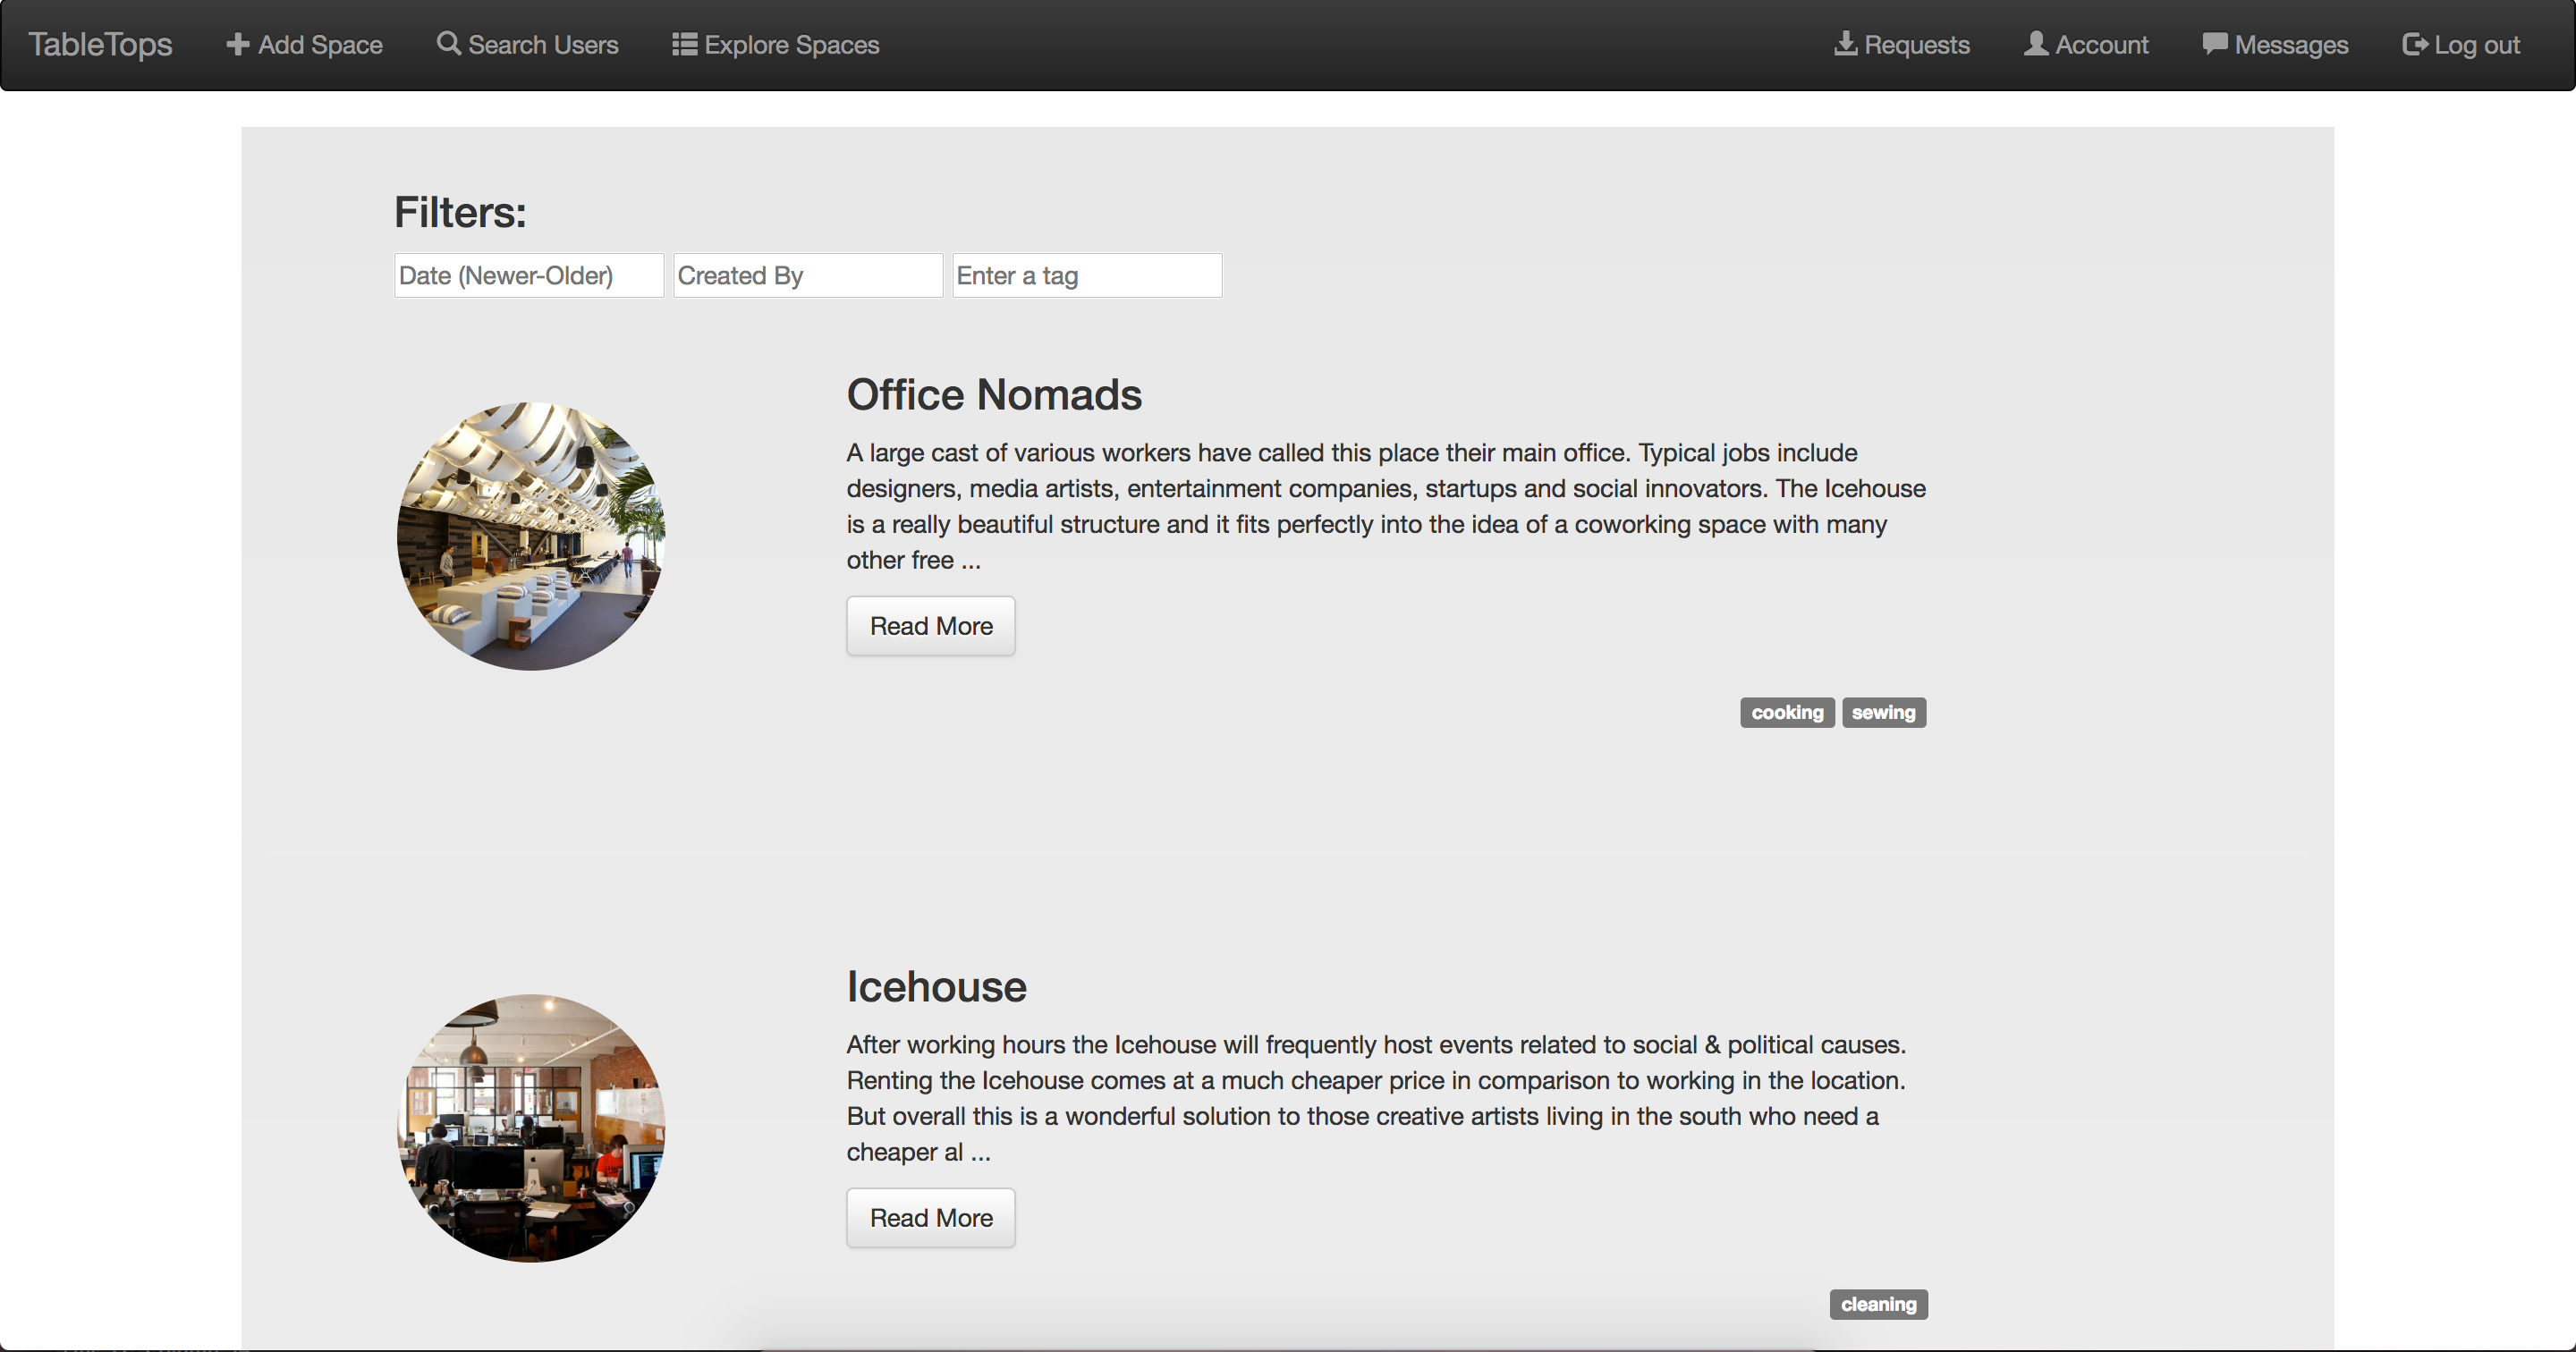 TableTops Add Space Search Users Explore Spaces Requests Account Messages Log out
Filters:
Date (Newer-Older) Created By Enter a tag
Office Nomads
A large cast of various workers have called this place their main office. Typical jobs include
designers, media artists, entertainment companies, startups and social innovators. The Icehouse
is a really beautiful structure and it fits perfectly into the idea of a coworking space with many
other free ...
Read More
cooking sewing
Icehouse
After working hours the Icehouse will frequently host events related to social & political causes.
Renting the Icehouse comes at a much cheaper price in comparison to working in the location.
But overall this is a wonderful solution to those creative artists living in the south who need a
cheaper al ...
Read More
cleaning